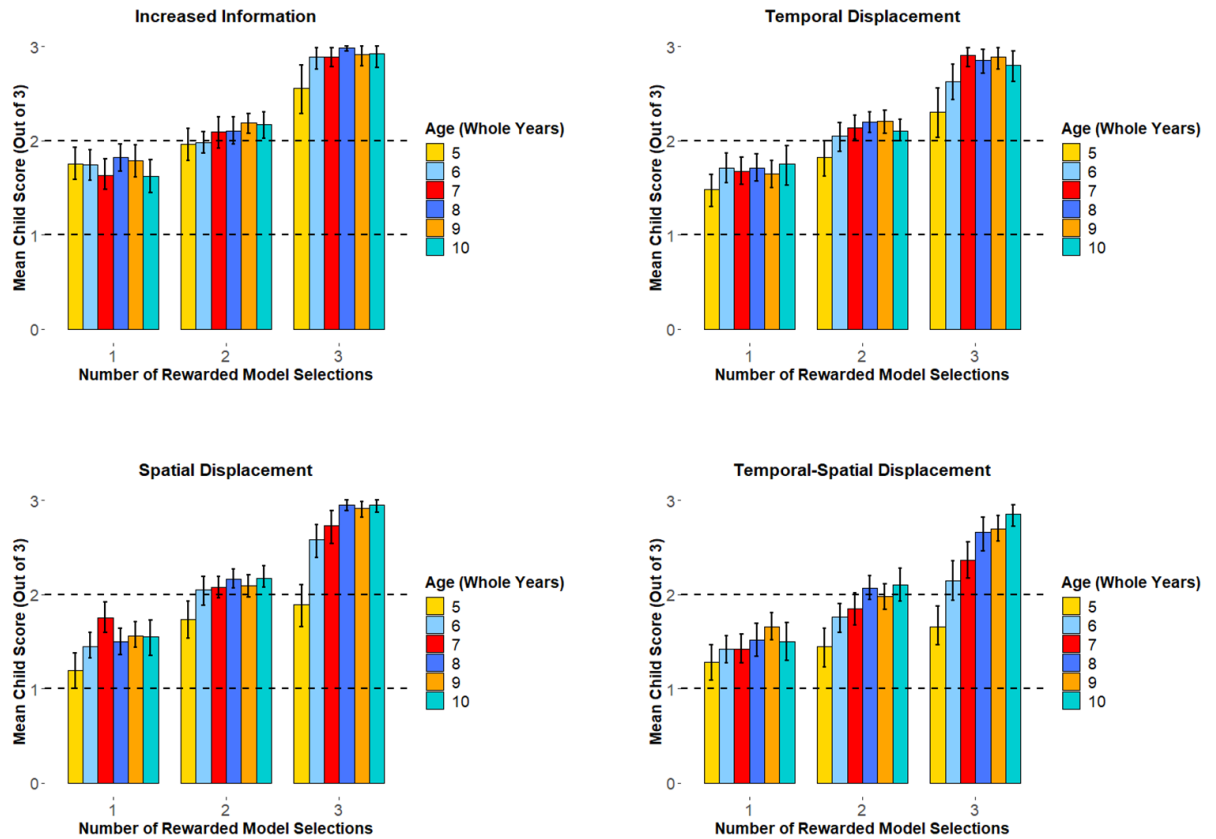 Increased Information
Mean Child Score (Out of 3)
3
2
1
0
1 2 3
Number of Rewarded Model Selections
Age (Whole Years)
5
6
7
8
9
10
Temporal Displacement
Mean Child Score (Out of 3)
3
2
1
0
1 2 3
Number of Rewarded Model Selections
Age (Whole Years)
5
6
7
8
9
10
Spatial Displacement
Mean Child Score (Out of 3)
3
2
1
0
1 2 3
Number of Rewarded Model Selections
Age (Whole Years)
5
6
7
8
9
10
Temporal-Spatial Displacement
Mean Child Score (Out of 3)
3
2
1
0
1 2 3
Number of Rewarded Model Selections
Age (Whole Years)
5
6
7
8
9
10